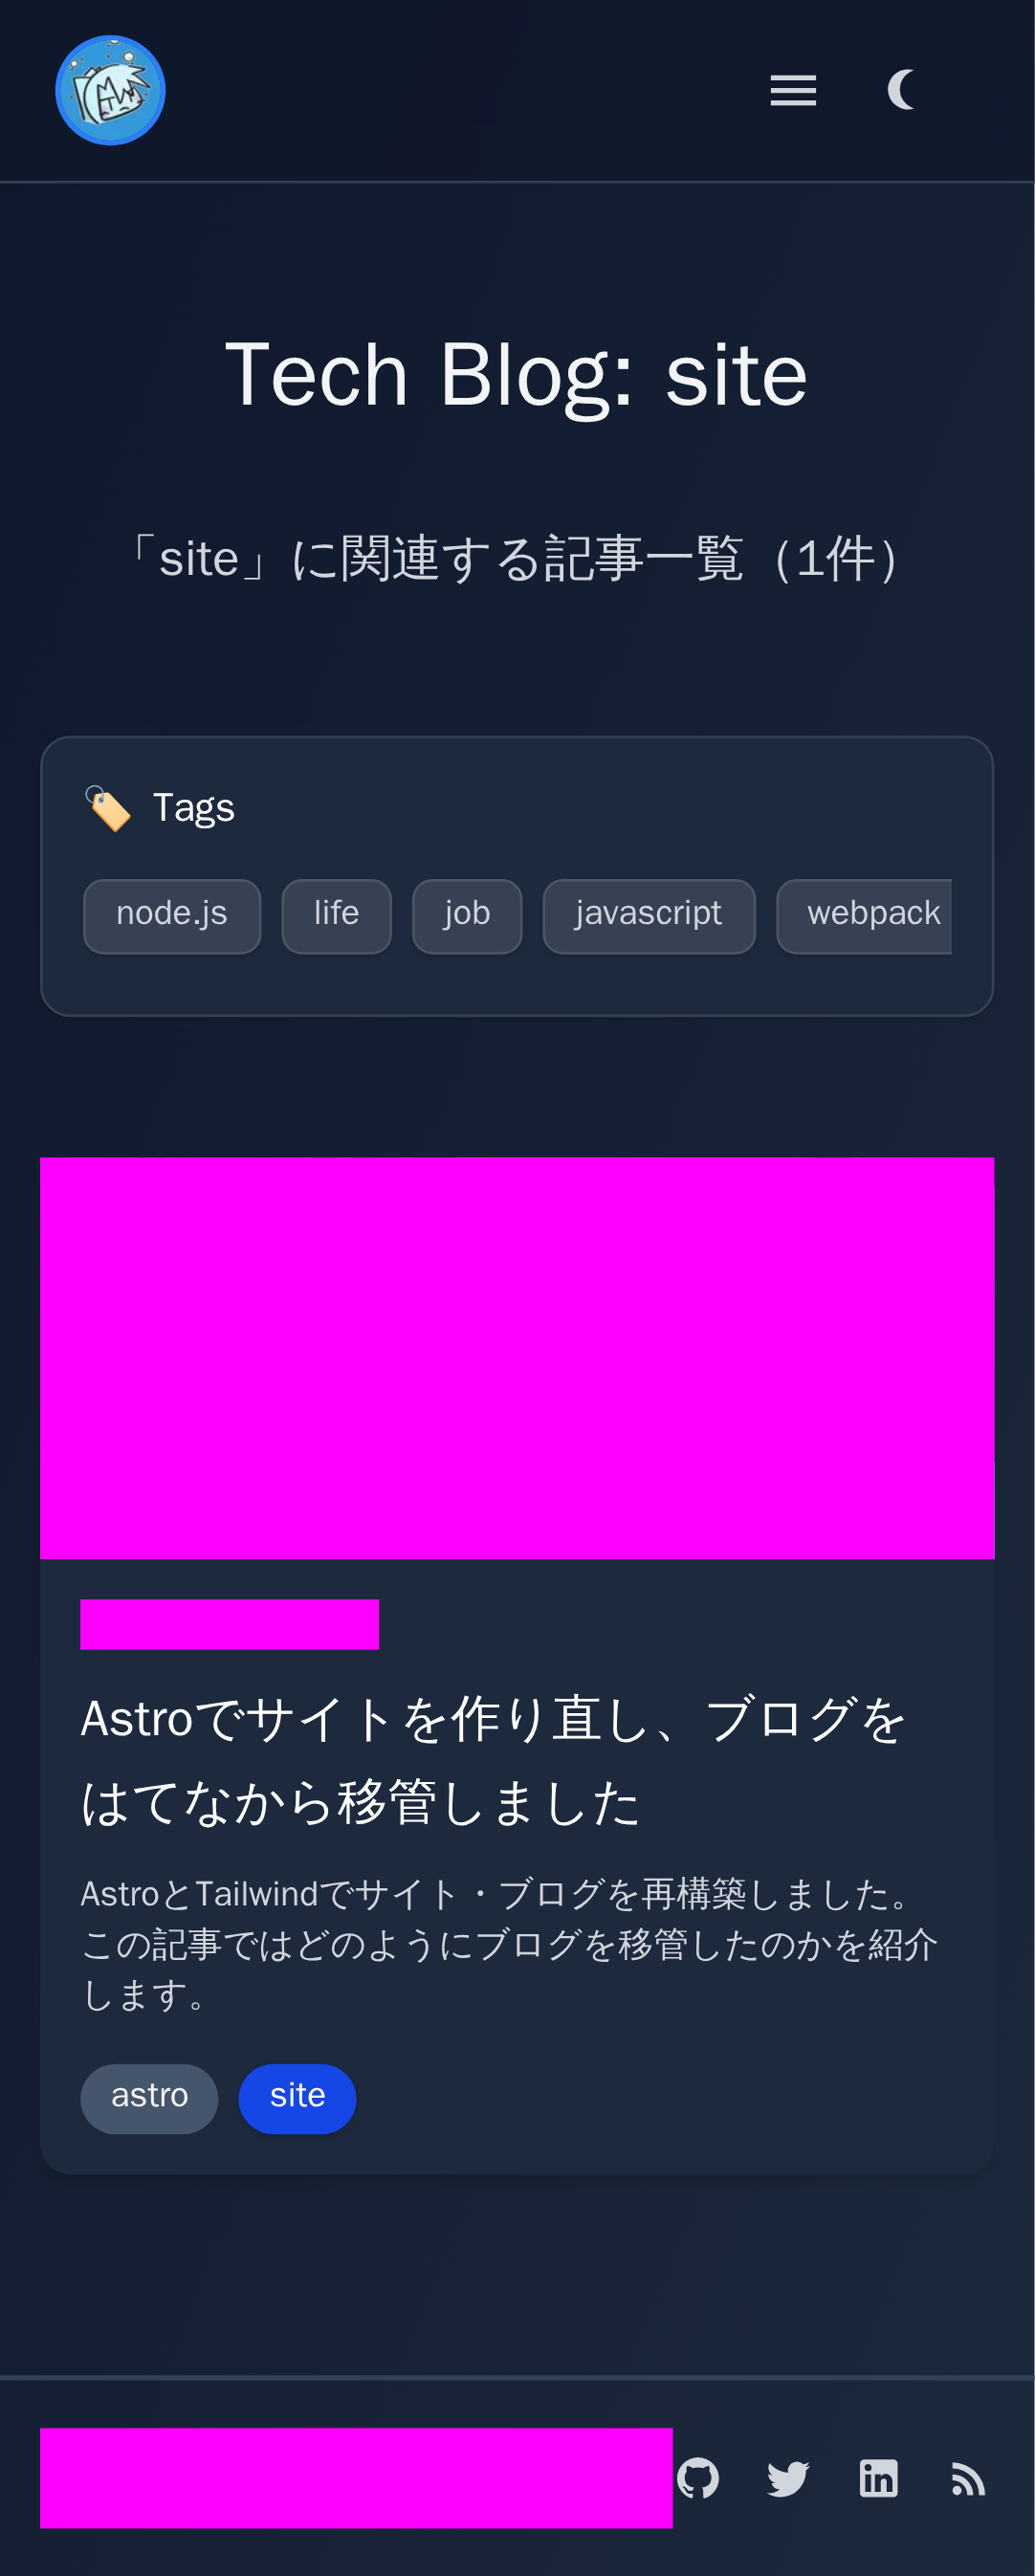 Tech Blog: site
「site」に関連する記事一覧（1件）
🏷️ Tags
node.js life job javascript webpack
Astroでサイトを作り直し、ブログを
はてなから移管しました
AstroとTailwindでサイト・ブログを再構築しました。
この記事ではどのようにブログを移管したのかを紹介
します。
astro site